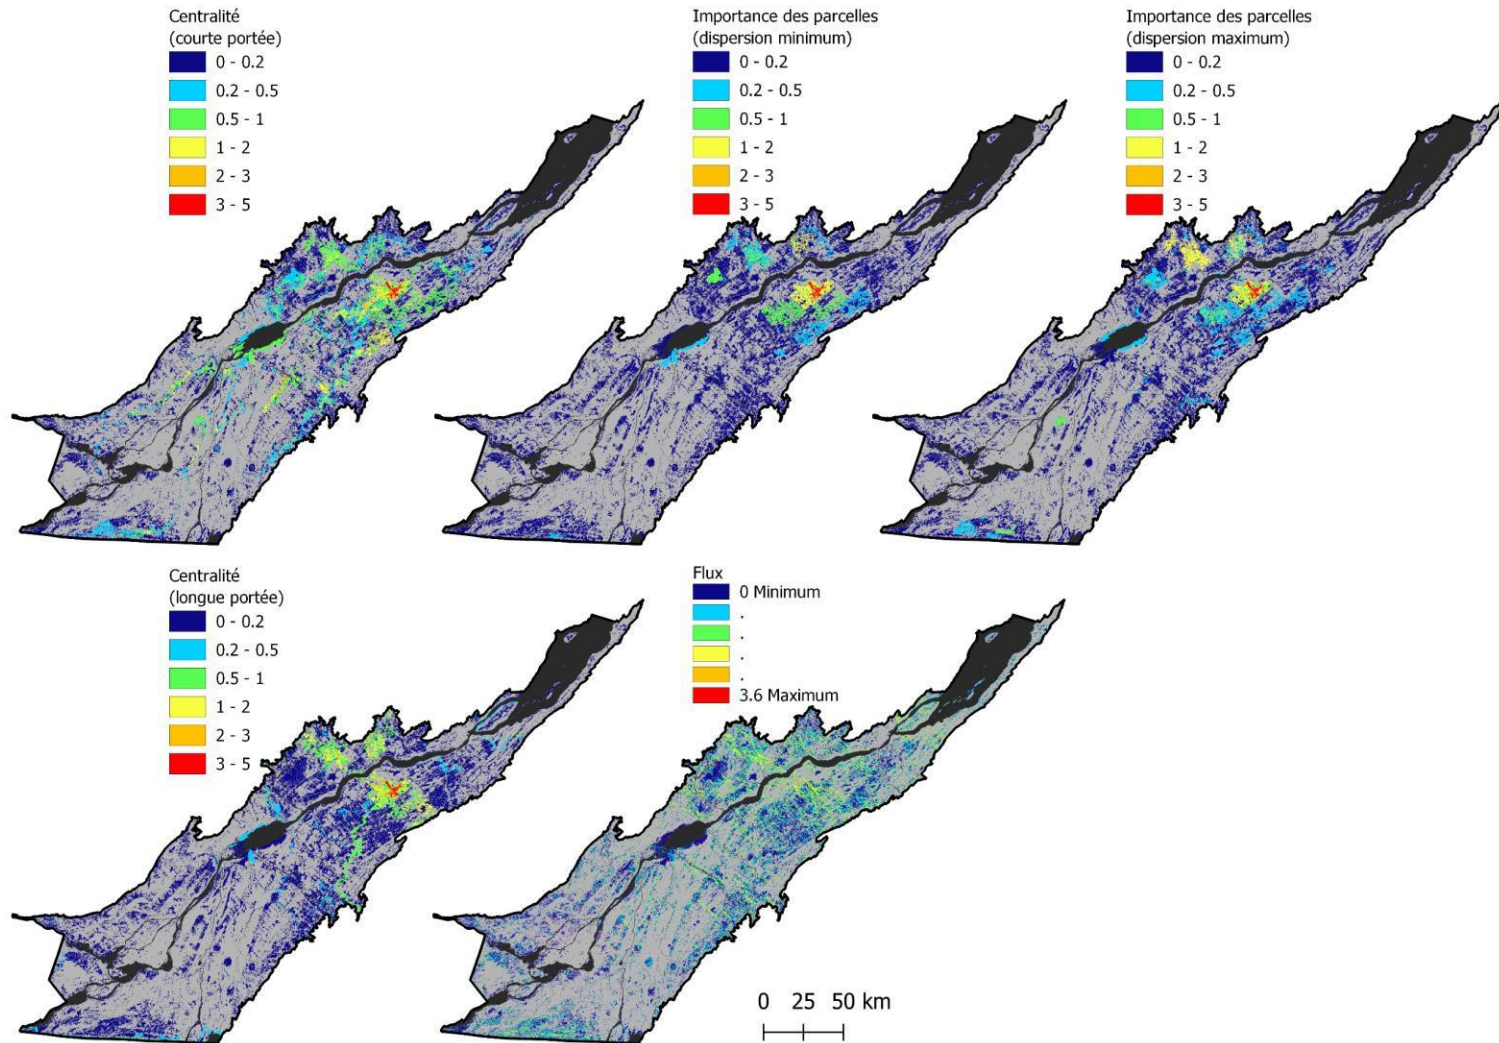 Centralité
(courte portée)
0 - 0.2
0.2 - 0.5
0.5 - 1
1 - 2
2 - 3
3 - 5
Importance des parcelles
(dispersion minimum)
0 - 0.2
0.2 - 0.5
0.5 - 1
1 - 2
2 - 3
3 - 5
Importance des parcelles
(dispersion maximum)
0 - 0.2
0.2 - 0.5
0.5 - 1
1 - 2
2 - 3
3 - 5
Centralité
(longue portée)
0 - 0.2
0.2 - 0.5
0.5 - 1
1 - 2
2 - 3
3 - 5
Flux
0 Minimum
.
.
.
.
3.6 Maximum
0 25 50 km